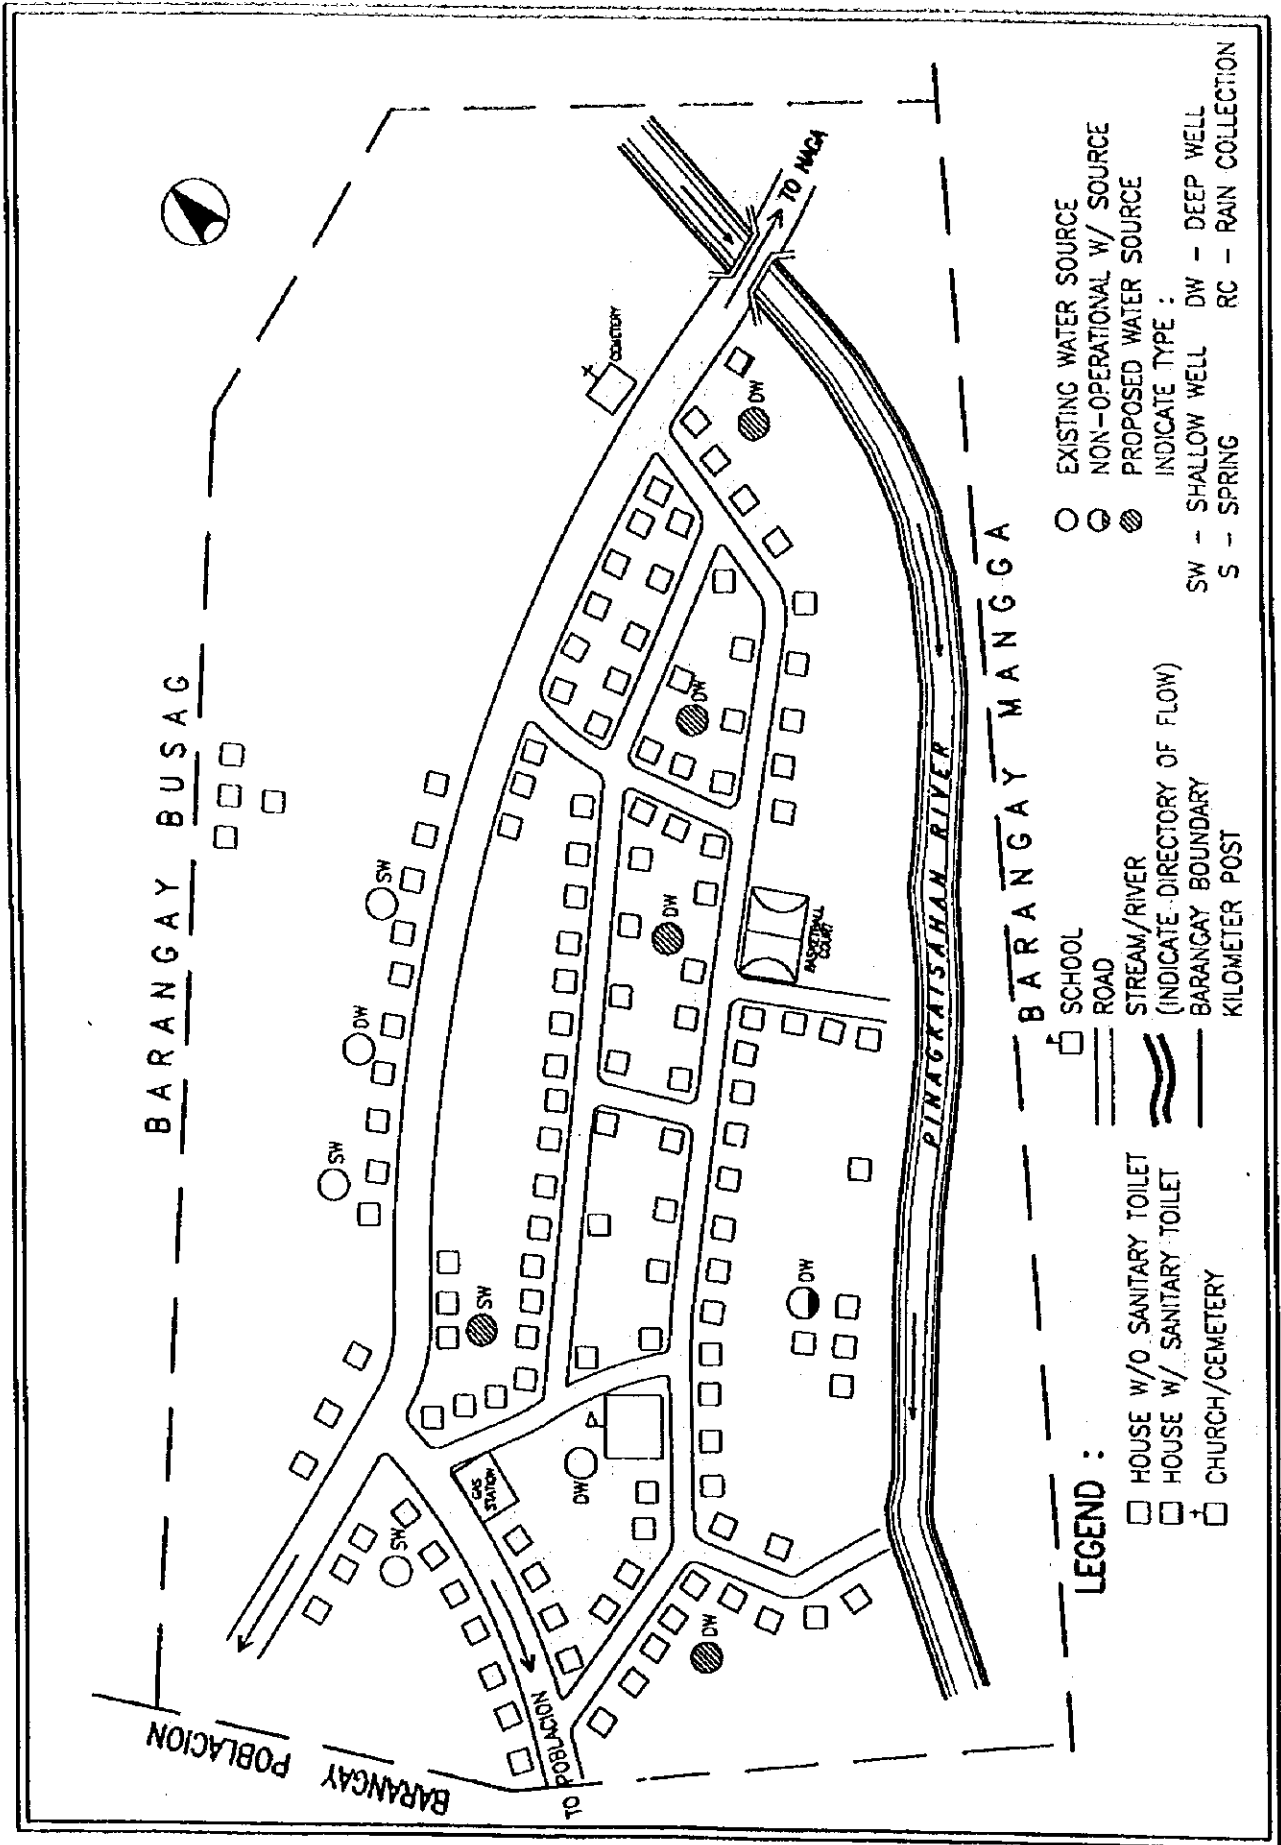 BARANGAY BUSAG
BARANGAY POBLACION
TO POBLACION
TO NAGA
CEMETERY
SW
DW
SW
SW
SW
GAS
STATION
DW
DW
DW
DW
DW
DW
BASKETBALL
COURT
SW
PINAGKAISAHAN RIVER
BARANGAY MANGGA
LEGEND :
HOUSE W/O SANITARY TOILET
HOUSE W/ SANITARY TOILET
CHURCH/CEMETERY
SCHOOL
ROAD
STREAM/RIVER
(INDICATE DIRECTORY OF FLOW)
BARANGAY BOUNDARY
KILOMETER POST
EXISTING WATER SOURCE
NON-OPERATIONAL W/ SOURCE
PROPOSED WATER SOURCE
INDICATE TYPE :
SW - SHALLOW WELL DW - DEEP WELL
S - SPRING RC - RAIN COLLECTION